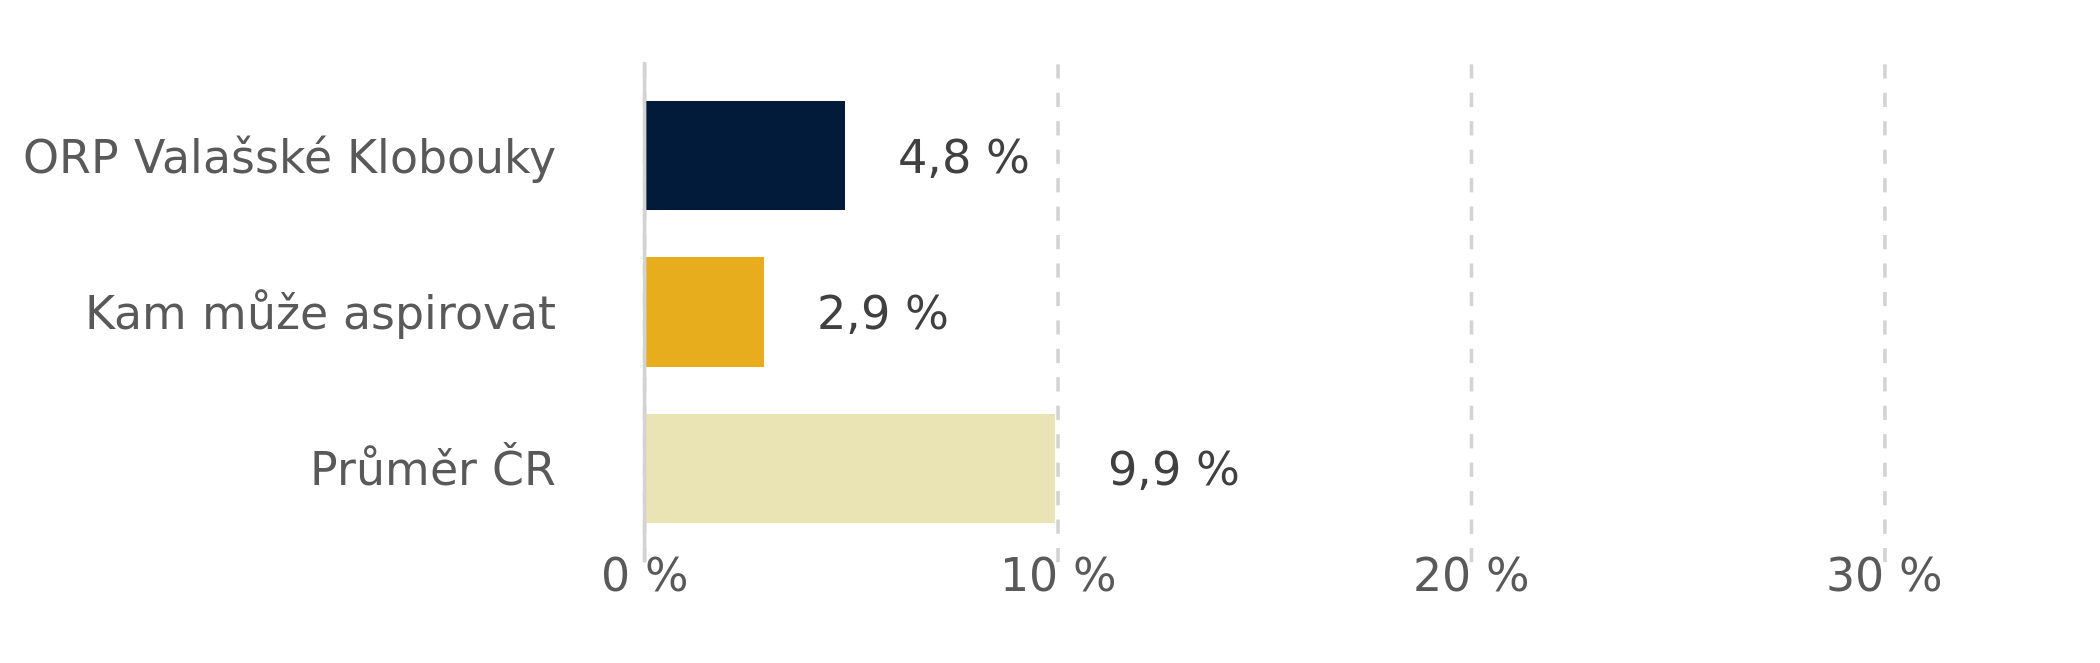 ORP Valašské Klobouky
4,8 %
Kam může aspirovat
2,9 %
Průměr ČR
9,9 %
0 %
10 %
20 %
30 %